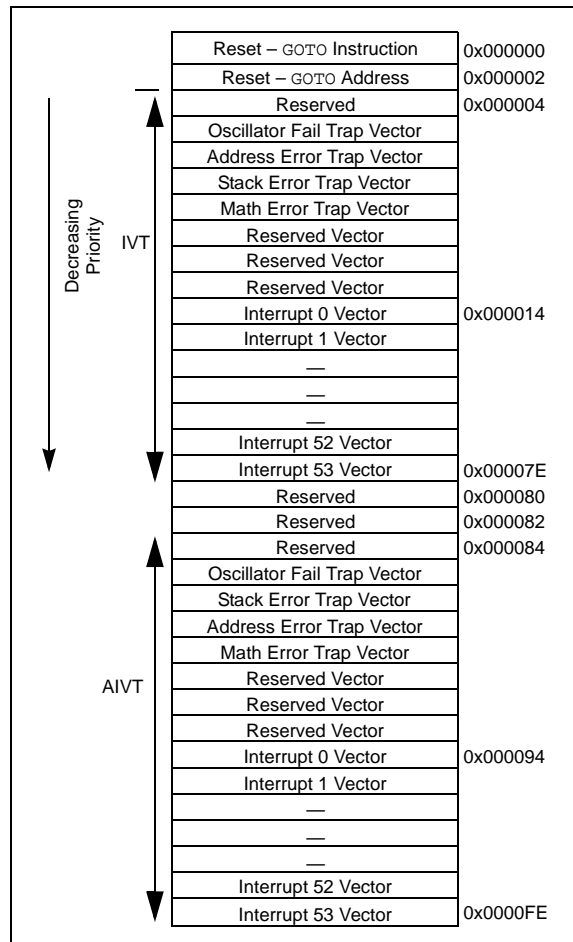 Reset – GOTO Instruction 0x000000
Reset – GOTO Address 0x000002
Reserved 0x000004
Oscillator Fail Trap Vector
Address Error Trap Vector
Stack Error Trap Vector
Math Error Trap Vector
Reserved Vector
Reserved Vector
Reserved Vector
Interrupt 0 Vector 0x000014
Interrupt 1 Vector
—
—
—
Interrupt 52 Vector
Interrupt 53 Vector 0x00007E
Decreasing
Priority
IVT
Reserved 0x000080
Reserved 0x000082
Reserved 0x000084
Oscillator Fail Trap Vector
Stack Error Trap Vector
Address Error Trap Vector
Math Error Trap Vector
Reserved Vector
Reserved Vector
Reserved Vector
Interrupt 0 Vector 0x000094
Interrupt 1 Vector
—
—
—
Interrupt 52 Vector
Interrupt 53 Vector 0x0000FE
AIVT